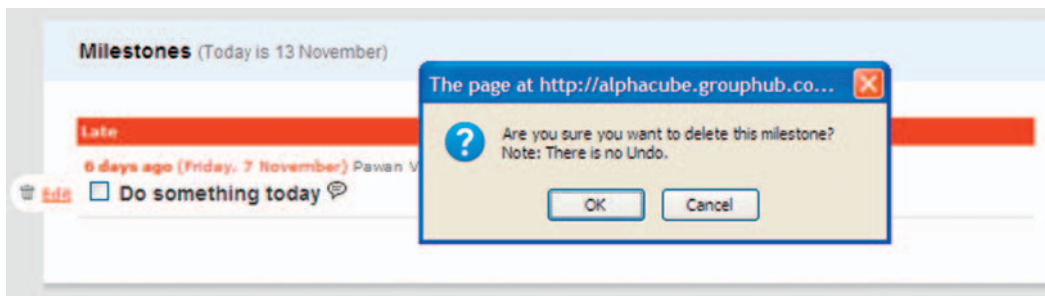 Milestones (Today is 13 November)
The page at http://alphacube.grouphub.co...
Late
Are you sure you want to delete this milestone?
Note: There is no Undo.
6 days ago (Friday, 7 November) Pawan V
Edit Do something today
OK Cancel